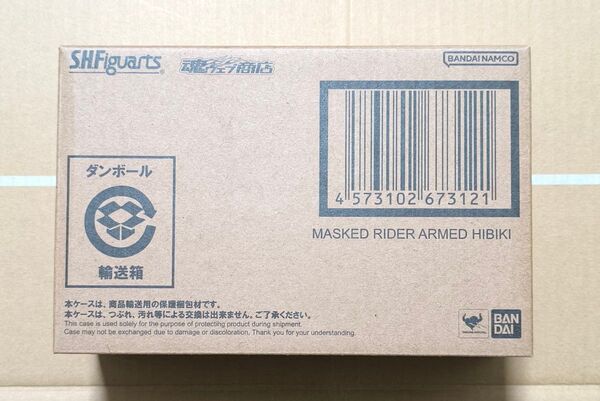 S.H.Figuarts
魂ウェブ商店
BANDAI NAMCO
ダンボール
輸送箱
4 573102 673121
MASKED RIDER ARMED HIBIKI
本ケースは、商品輸送用の保護梱包材です。
本ケースは、つぶれ、汚れ等による交換は出来ません。ご了承ください。
This case is used solely for the purpose of protecting product during shipment.
Case may not be exchanged due to damage or discoloration. Thank you for your understanding.
BAN
DAI